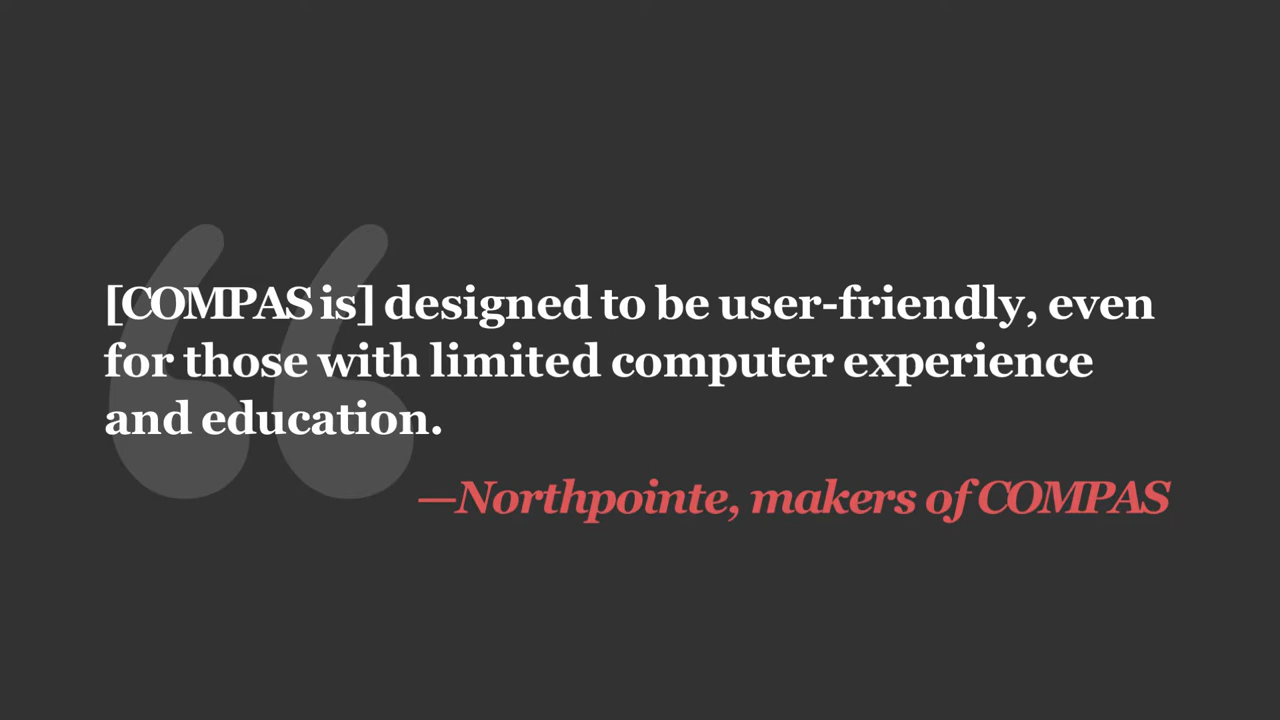 [COMPAS is] designed to be user-friendly, even
for those with limited computer experience
and education.
—Northpointe, makers of COMPAS